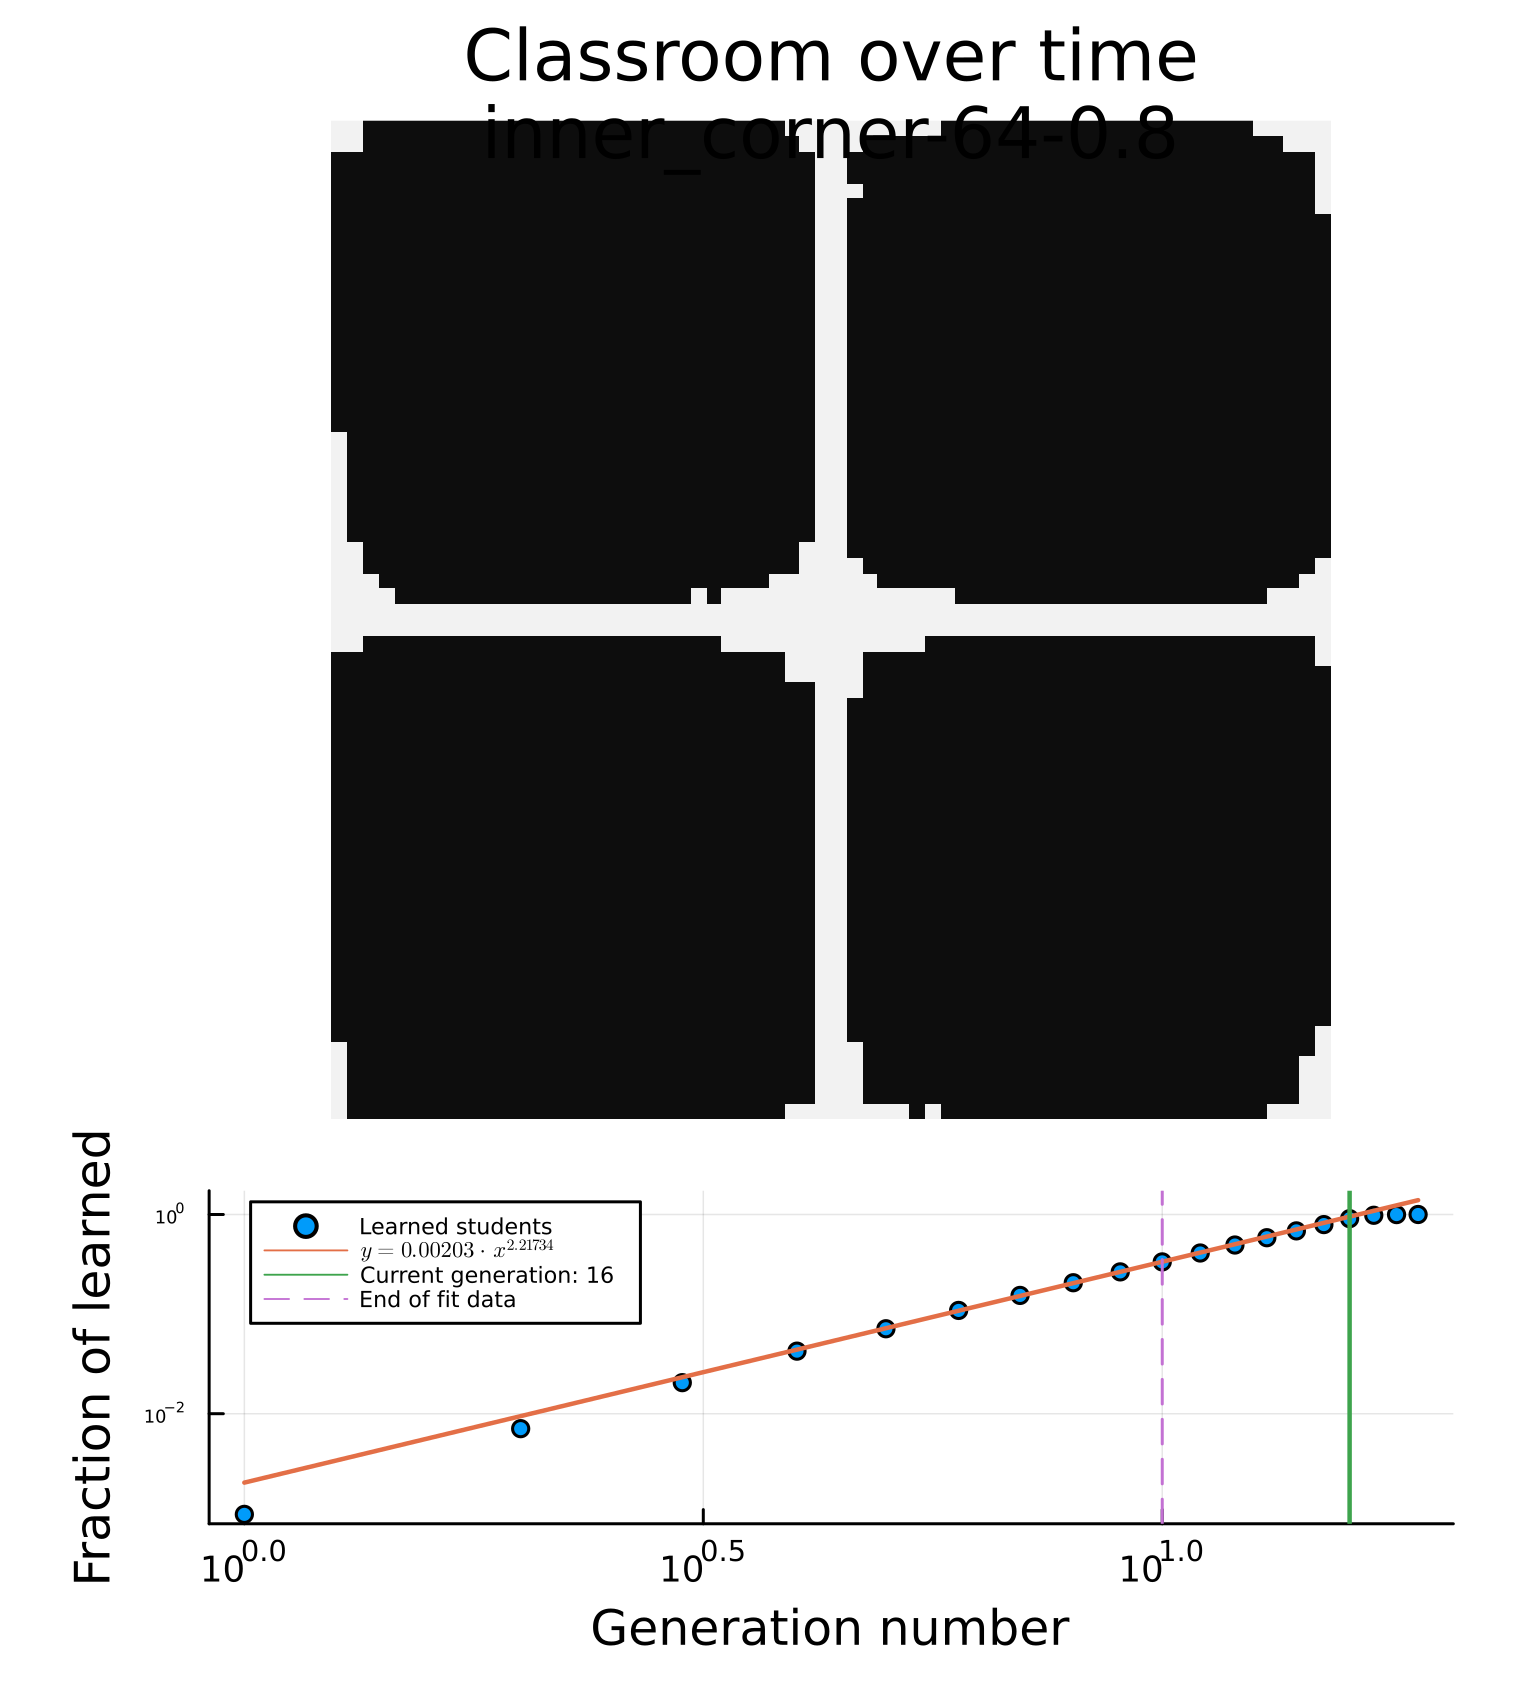 Classroom over time
inner_corner-64-0.8
Fraction of learned
10^0
10^−2
Learned students
y = 0.00203 · x^2.21734
Current generation: 16
End of fit data
10^0.0
10^0.5
10^1.0
Generation number